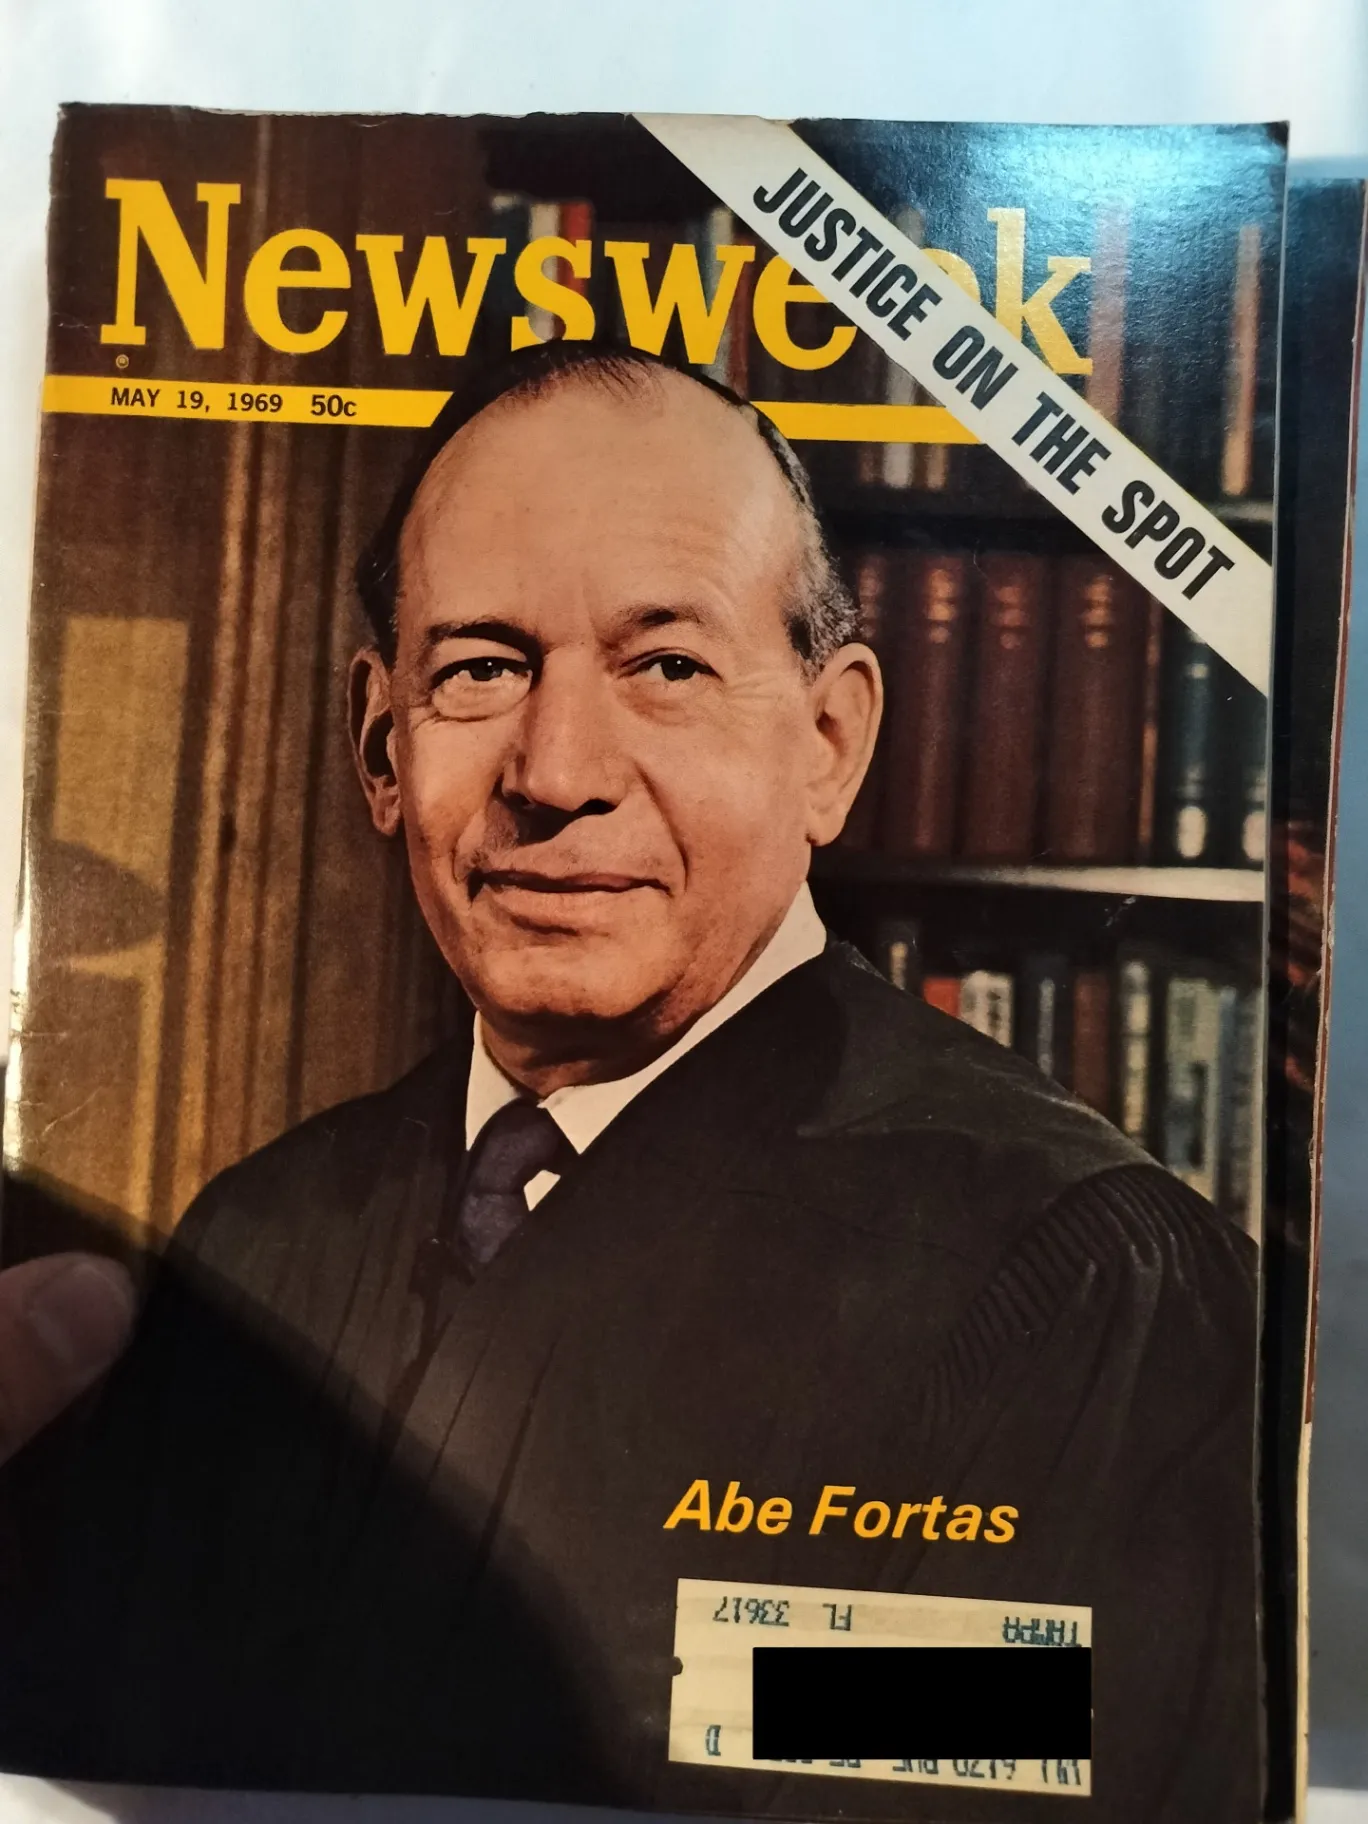 Newsweek
JUSTICE ON THE SPOT
MAY 19, 1969 50c
Abe Fortas
TAMPA FL 33617
D